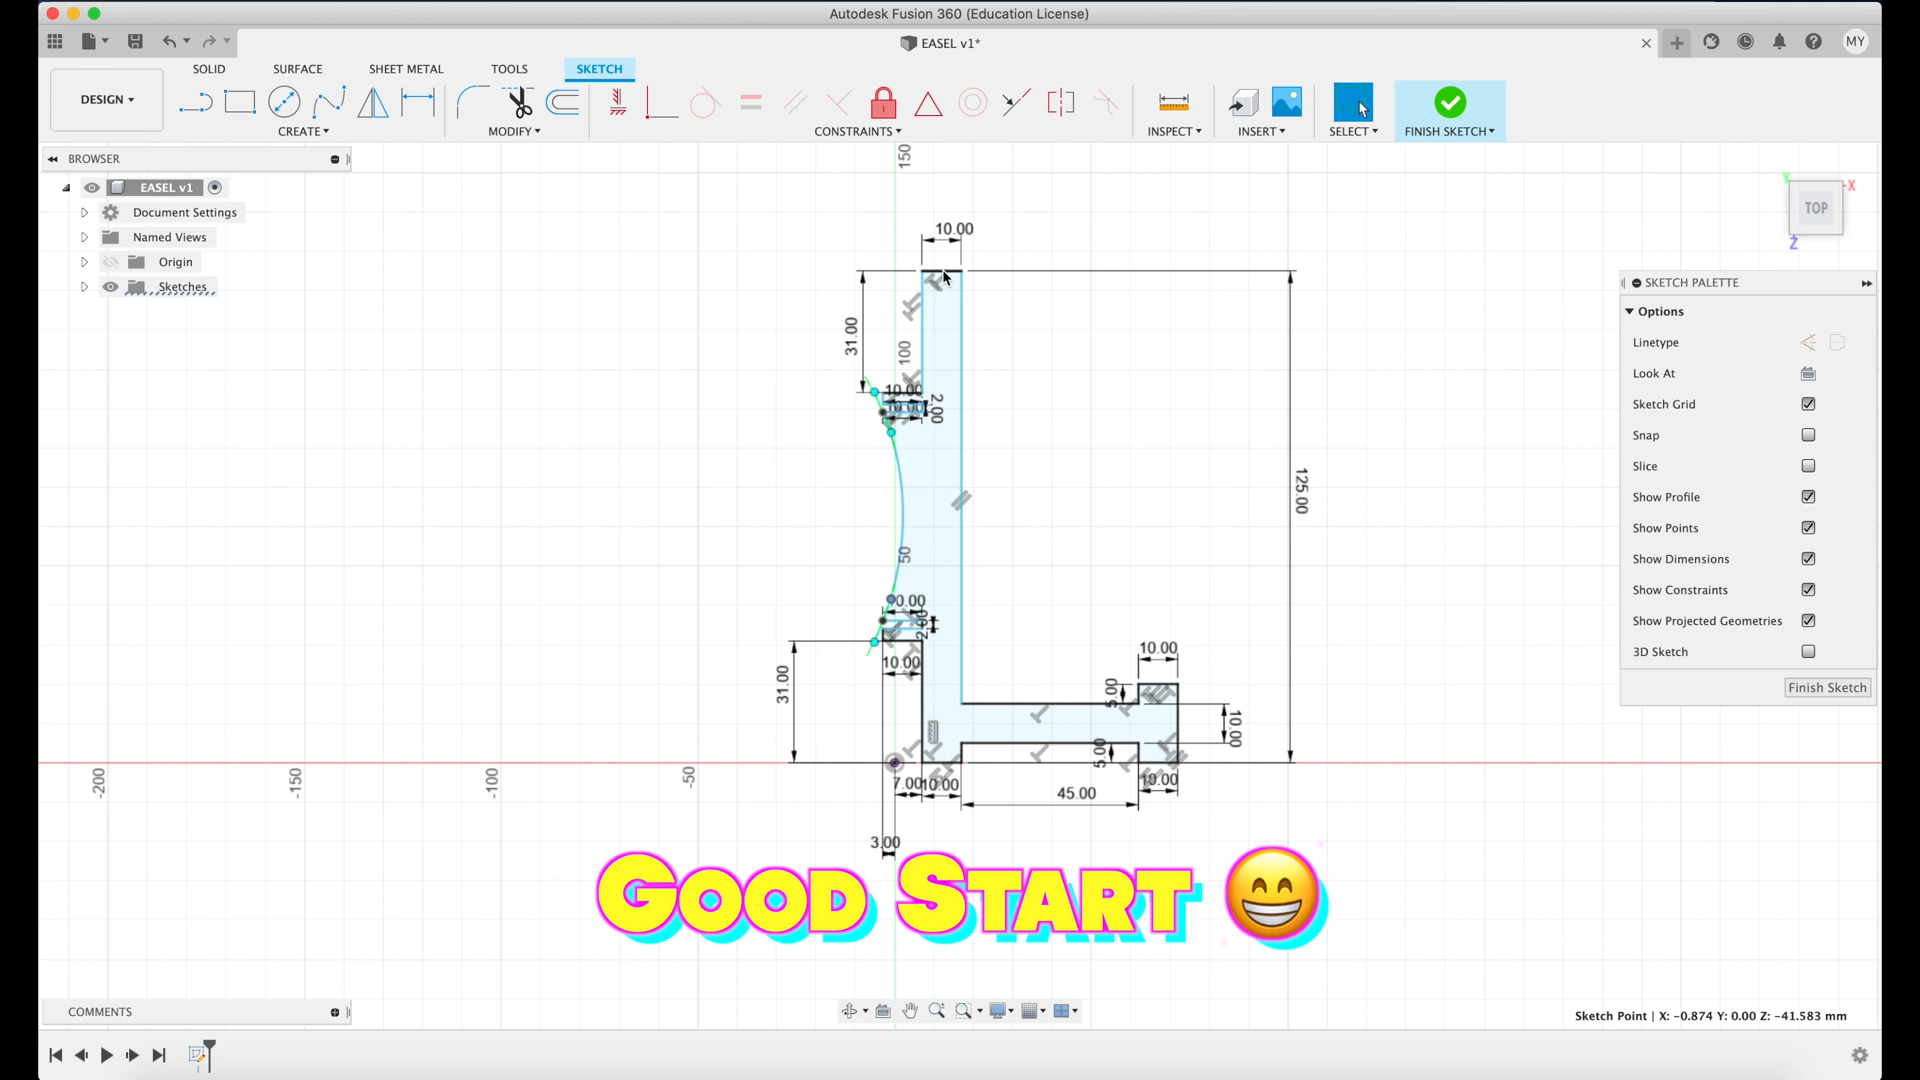 Autodesk Fusion 360 (Education License)
EASEL v1*
MY
SOLID
SURFACE
SHEET METAL
TOOLS
SKETCH
DESIGN
CREATE
MODIFY
CONSTRAINTS
INSPECT
INSERT
SELECT
FINISH SKETCH
BROWSER
EASEL v1
Document Settings
Named Views
Origin
Sketches
150
Y
-X
TOP
Z
10.00
31.00
100
10.00
10.00
2.00
125.00
50
10.00
2.00
10.00
31.00
10.00
5.00
10.00
5.00
7.00
10.00
10.00
45.00
3.00
-200
-150
-100
-50
SKETCH PALETTE
Options
Linetype
Look At
Sketch Grid
Snap
Slice
Show Profile
Show Points
Show Dimensions
Show Constraints
Show Projected Geometries
3D Sketch
Finish Sketch
Good Start
COMMENTS
Sketch Point | X: -0.874 Y: 0.00 Z: -41.583 mm